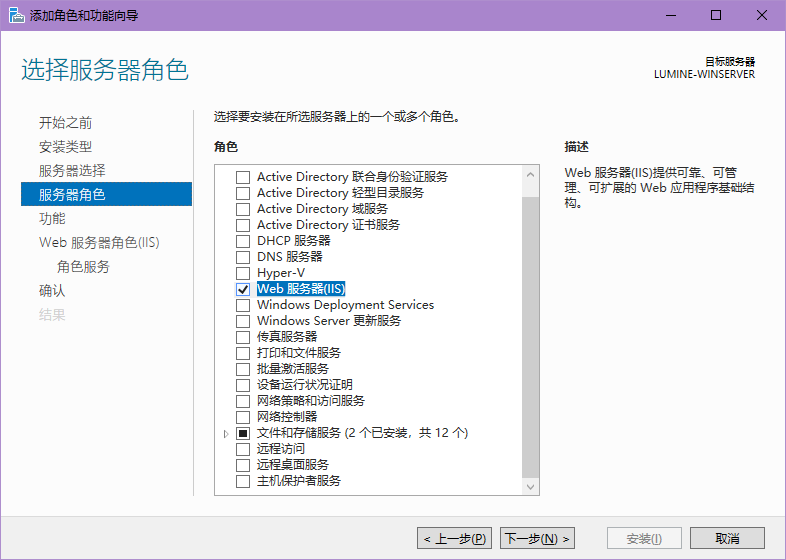 添加角色和功能向导
选择服务器角色
目标服务器
LUMINE-WINSERVER
开始之前
安装类型
服务器选择
服务器角色
功能
Web 服务器角色(IIS)
角色服务
确认
结果
选择要安装在所选服务器上的一个或多个角色。
角色
Active Directory 联合身份验证服务
Active Directory 轻型目录服务
Active Directory 域服务
Active Directory 证书服务
DHCP 服务器
DNS 服务器
Hyper-V
Web 服务器(IIS)
Windows Deployment Services
Windows Server 更新服务
传真服务器
打印和文件服务
批量激活服务
设备运行状况证明
网络策略和访问服务
网络控制器
文件和存储服务 (2 个已安装，共 12 个)
远程访问
远程桌面服务
主机保护者服务
描述
Web 服务器(IIS)提供可靠、可管
理、可扩展的 Web 应用程序基础结
构。
< 上一步(P)
下一步(N) >
安装(I)
取消